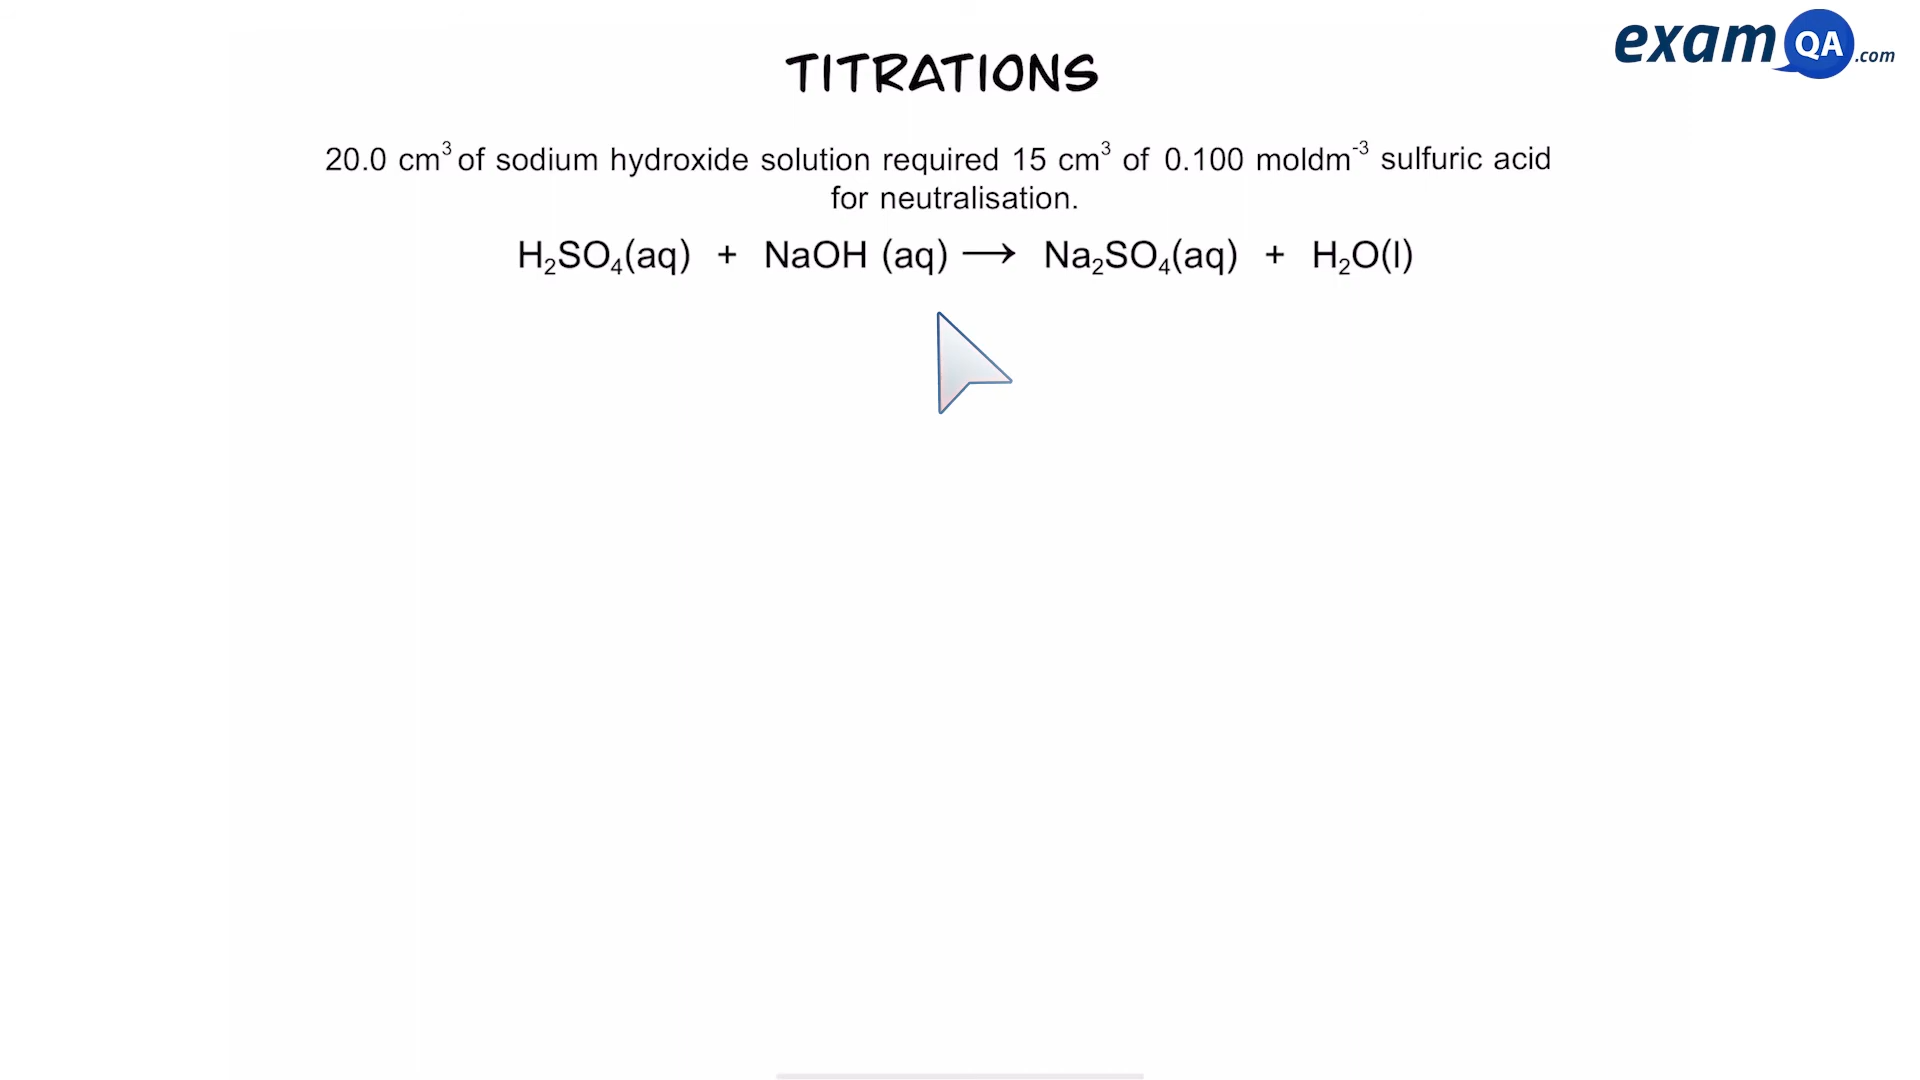 examQA.com
TITRATIONS
20.0 cm³ of sodium hydroxide solution required 15 cm³ of 0.100 moldm⁻³ sulfuric acid
for neutralisation.
H₂SO₄(aq) + NaOH (aq) ⟶ Na₂SO₄(aq) + H₂O(l)